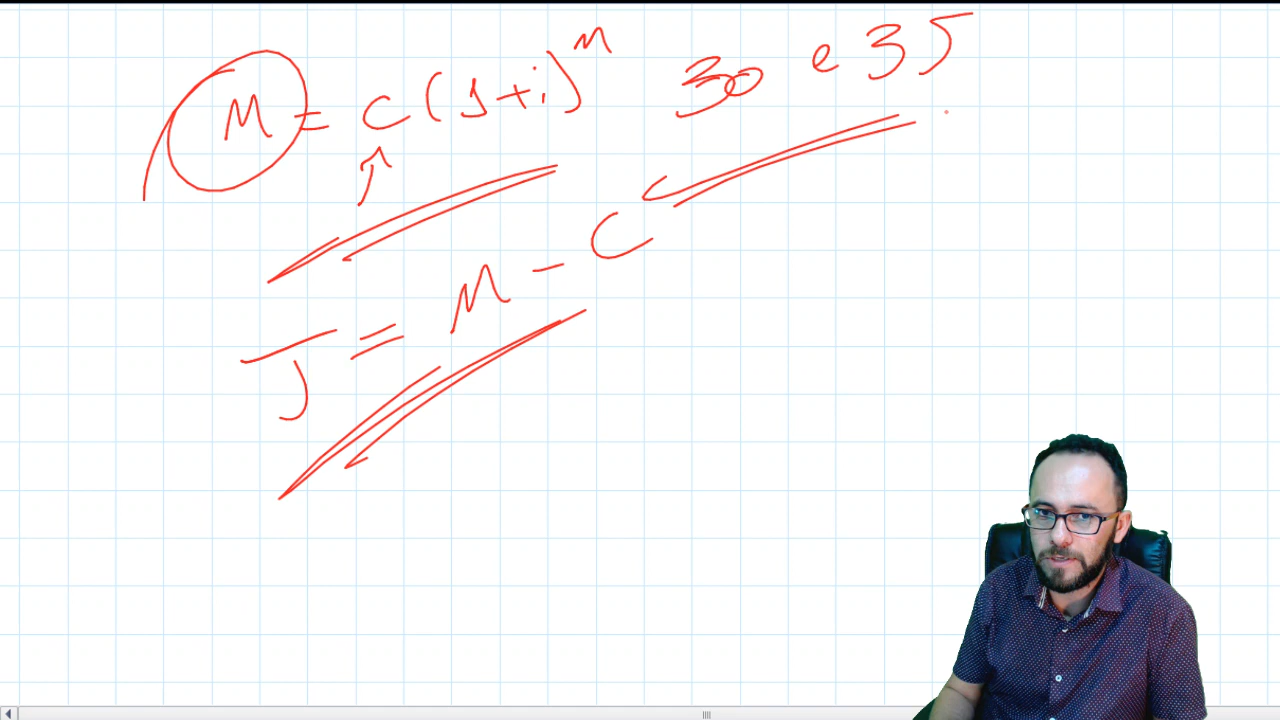 M = C(1+i)^n 30 e 35
J = M - C